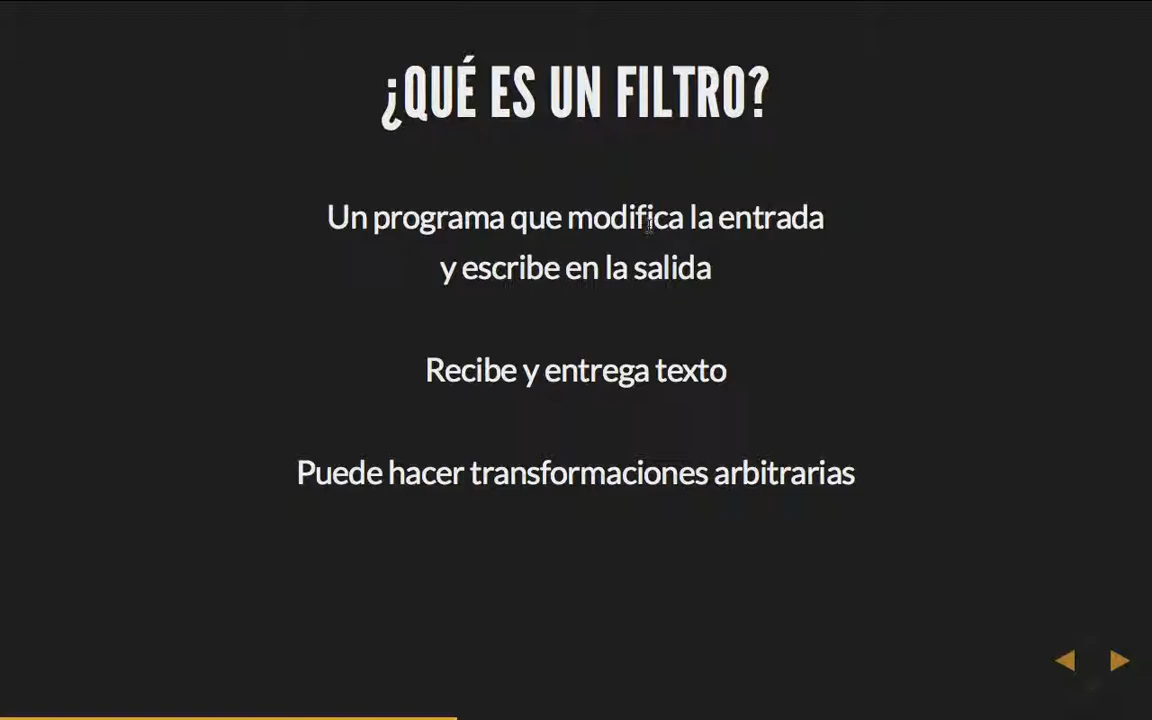 ¿QUÉ ES UN FILTRO?
Un programa que modifica la entrada
y escribe en la salida
Recibe y entrega texto
Puede hacer transformaciones arbitrarias